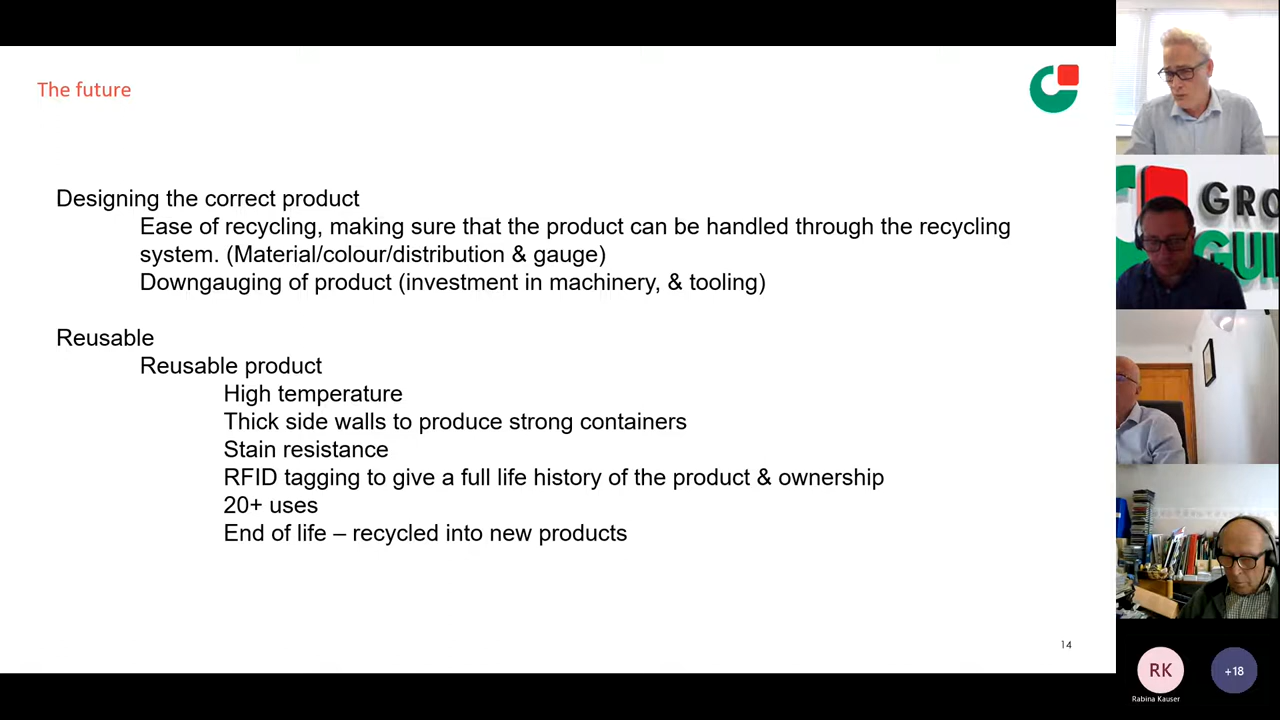 The future
Designing the correct product
Ease of recycling, making sure that the product can be handled through the recycling
system. (Material/colour/distribution & gauge)
Downgauging of product (investment in machinery, & tooling)
Reusable
Reusable product
High temperature
Thick side walls to produce strong containers
Stain resistance
RFID tagging to give a full life history of the product & ownership
20+ uses
End of life – recycled into new products
14
GRO
GUI
RK
+18
Rabina Kauser